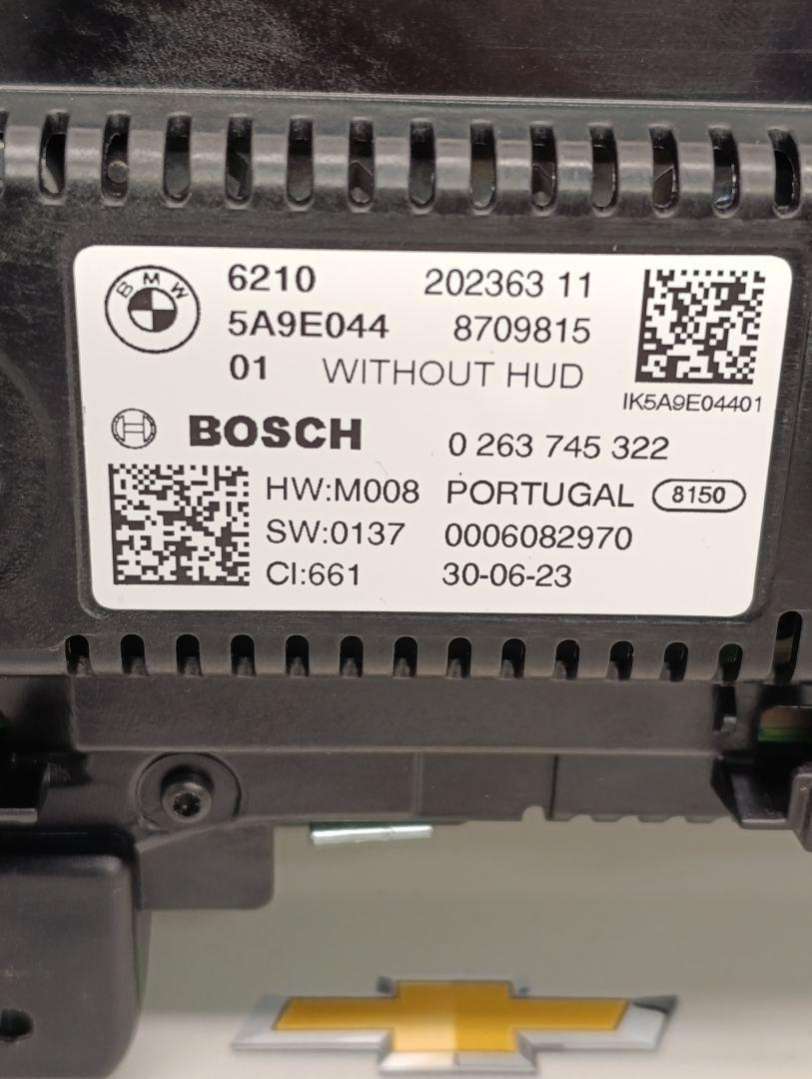 BMW
6210 202363 11
5A9E044 8709815
01 WITHOUT HUD
IK5A9E04401
BOSCH 0 263 745 322
HW:M008 PORTUGAL 8150
SW:0137 0006082970
CI:661 30-06-23